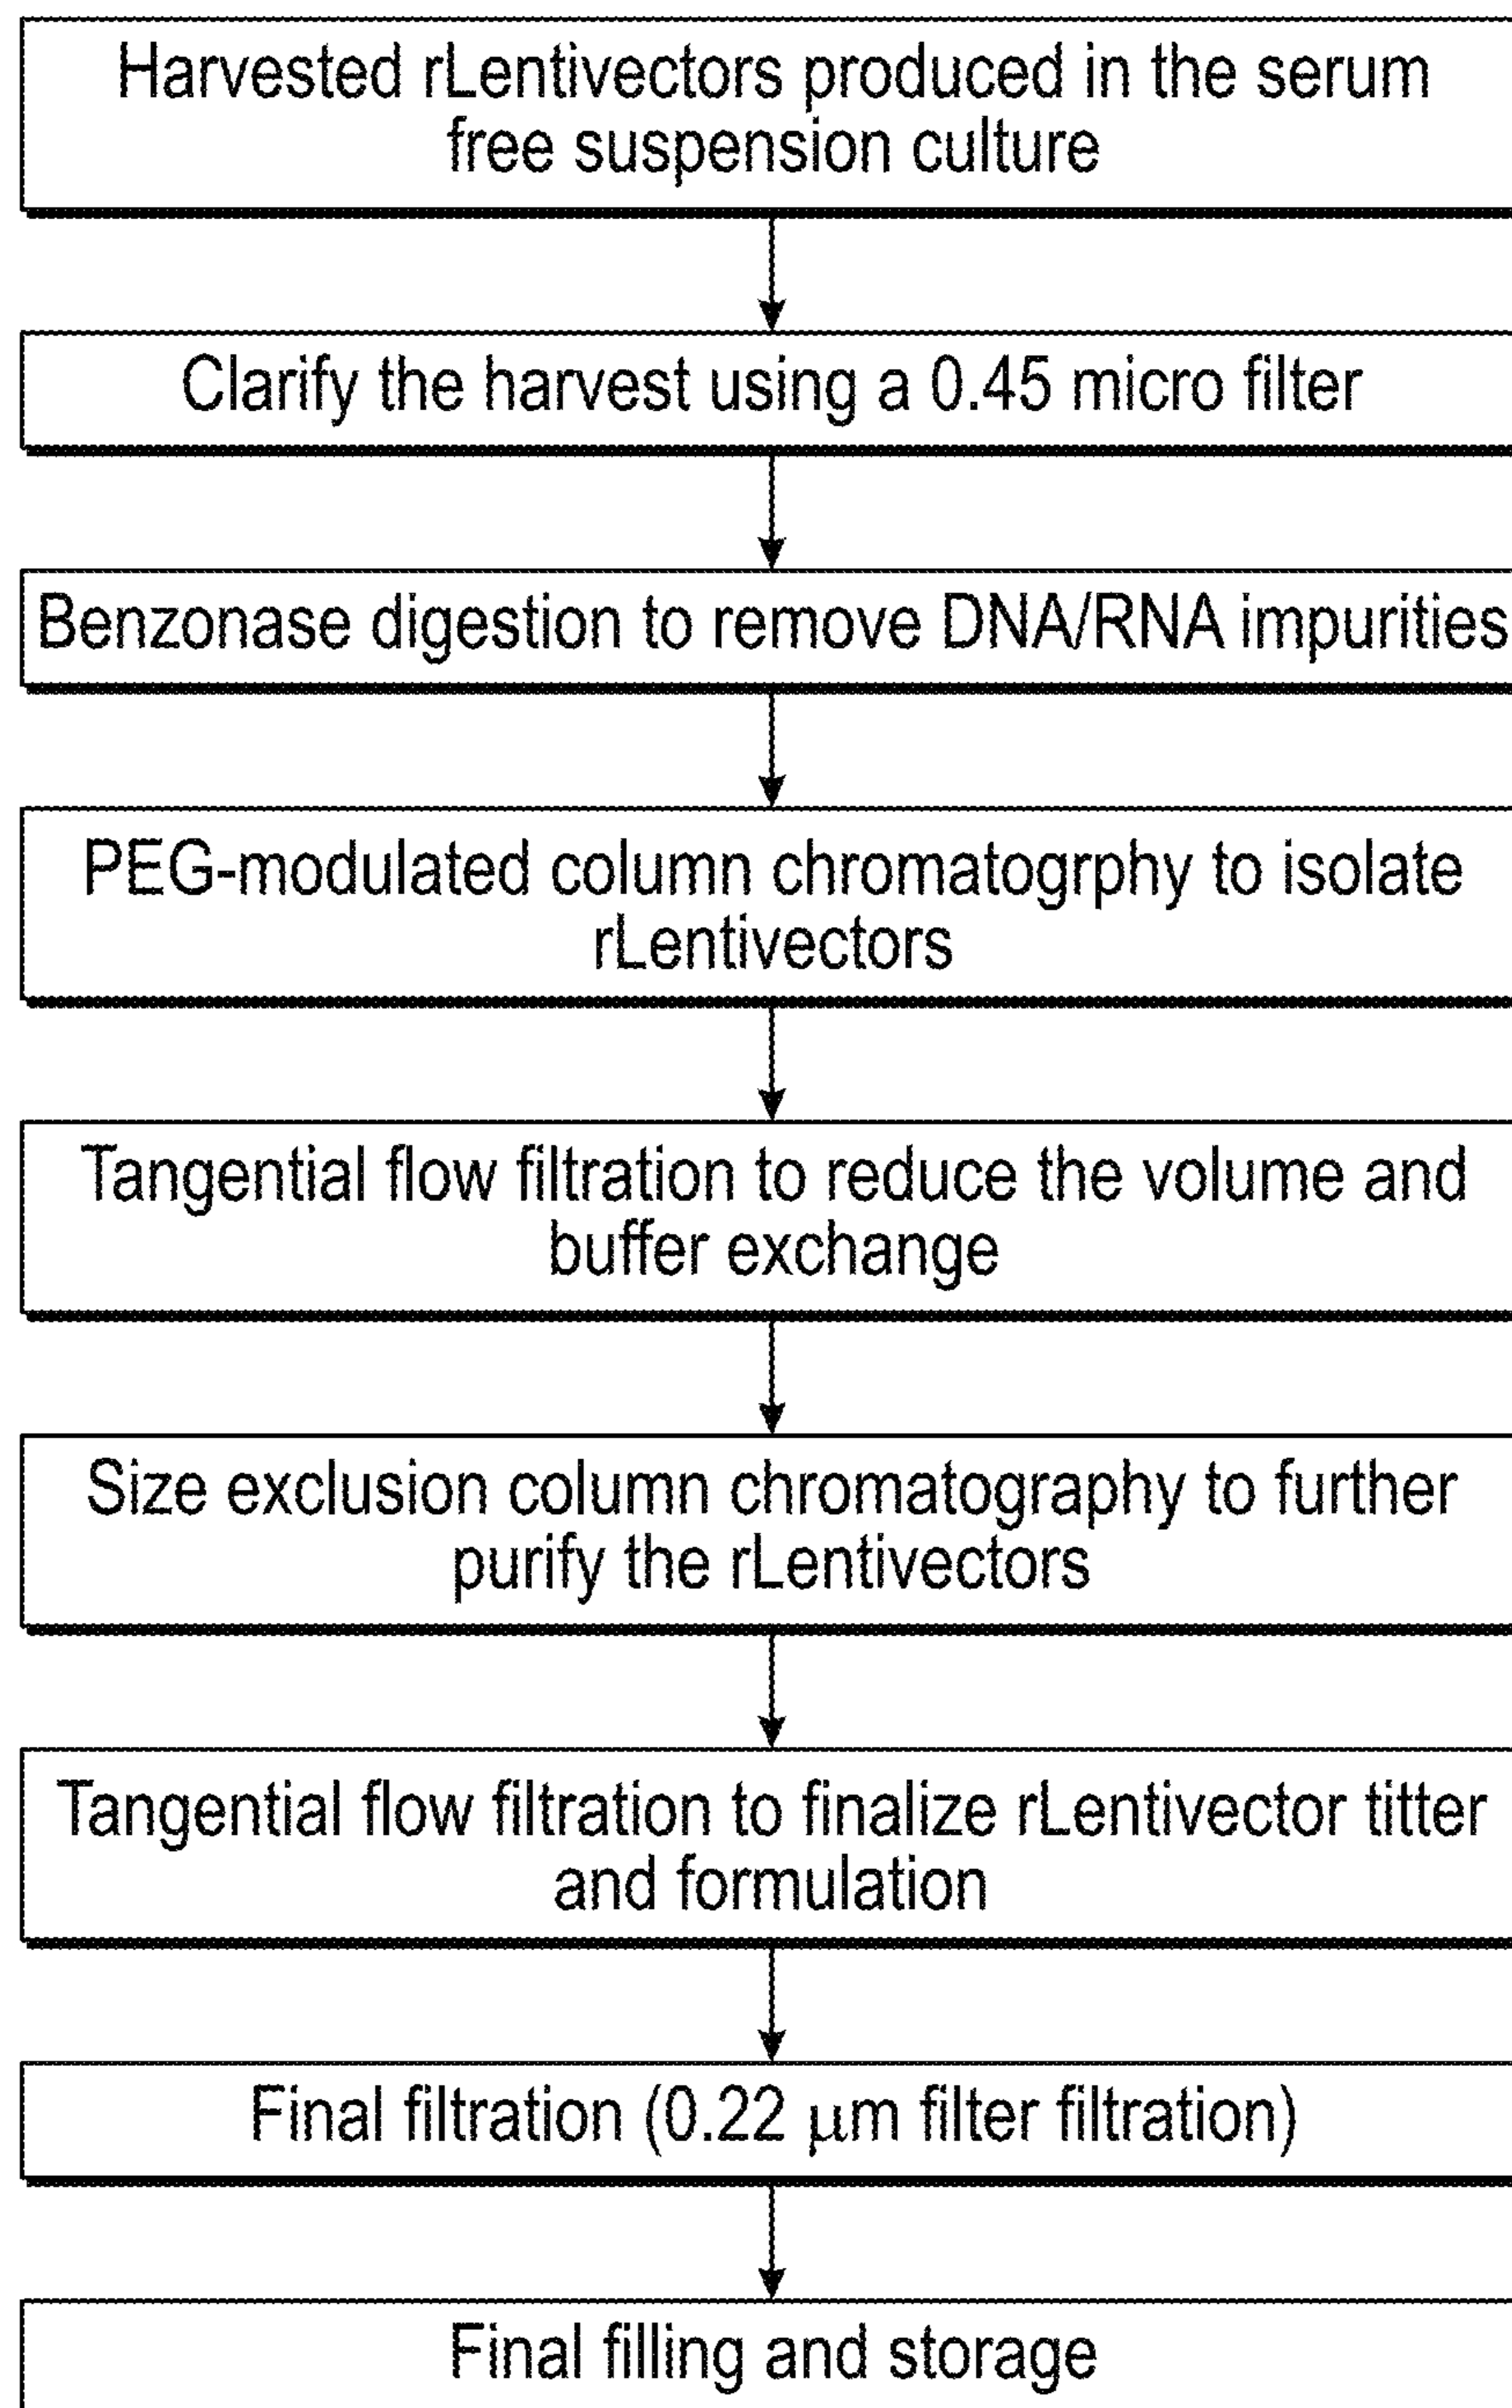 Harvested rLentivectors produced in the serum
free suspension culture
Clarify the harvest using a 0.45 micro filter
Benzonase digestion to remove DNA/RNA impurities
PEG-modulated column chromatogrphy to isolate
rLentivectors
Tangential flow filtration to reduce the volume and
buffer exchange
Size exclusion column chromatography to further
purify the rLentivectors
Tangential flow filtration to finalize rLentivector titter
and formulation
Final filtration (0.22 μm filter filtration)
Final filling and storage